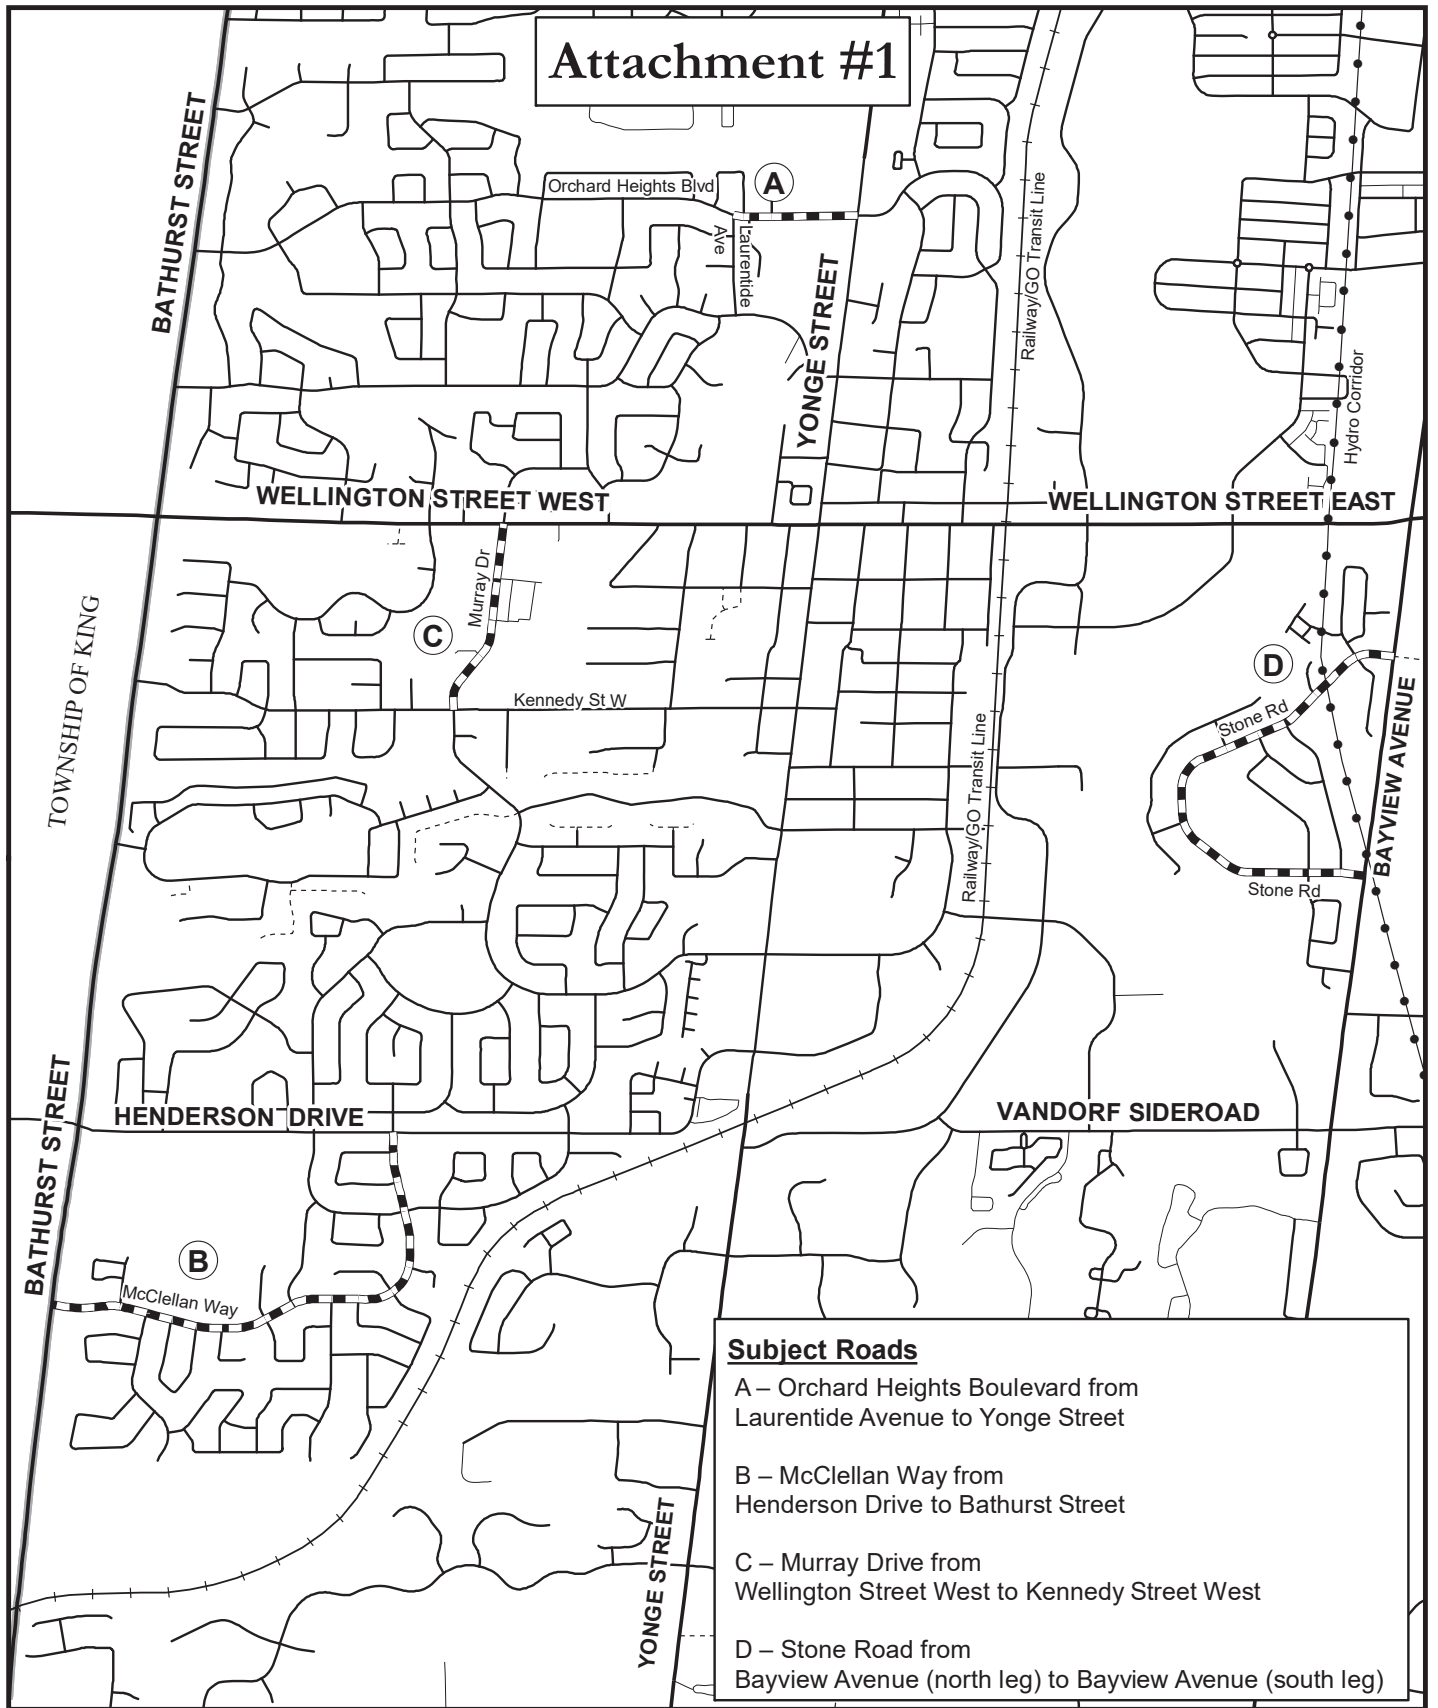 Attachment #1
BATHURST STREET
Orchard Heights Blvd
A
Laurentide
Ave
YONGE STREET
Railway/GO Transit Line
Hydro Corridor
WELLINGTON STREET WEST
WELLINGTON STREET EAST
TOWNSHIP OF KING
Murray Dr
C
Kennedy St W
D
Stone Rd
BAYVIEW AVENUE
Railway/GO Transit Line
Stone Rd
BATHURST STREET
HENDERSON DRIVE
VANDORF SIDEROAD
B
McClellan Way
YONGE STREET
Subject Roads
A – Orchard Heights Boulevard from
Laurentide Avenue to Yonge Street
B – McClellan Way from
Henderson Drive to Bathurst Street
C – Murray Drive from
Wellington Street West to Kennedy Street West
D – Stone Road from
Bayview Avenue (north leg) to Bayview Avenue (south leg)